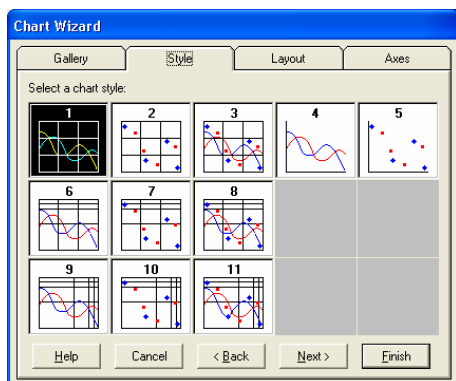 Chart Wizard
Gallery Style Layout Axes
Select a chart style:
1 2 3 4 5
6 7 8
9 10 11
Help Cancel < Back Next > Finish